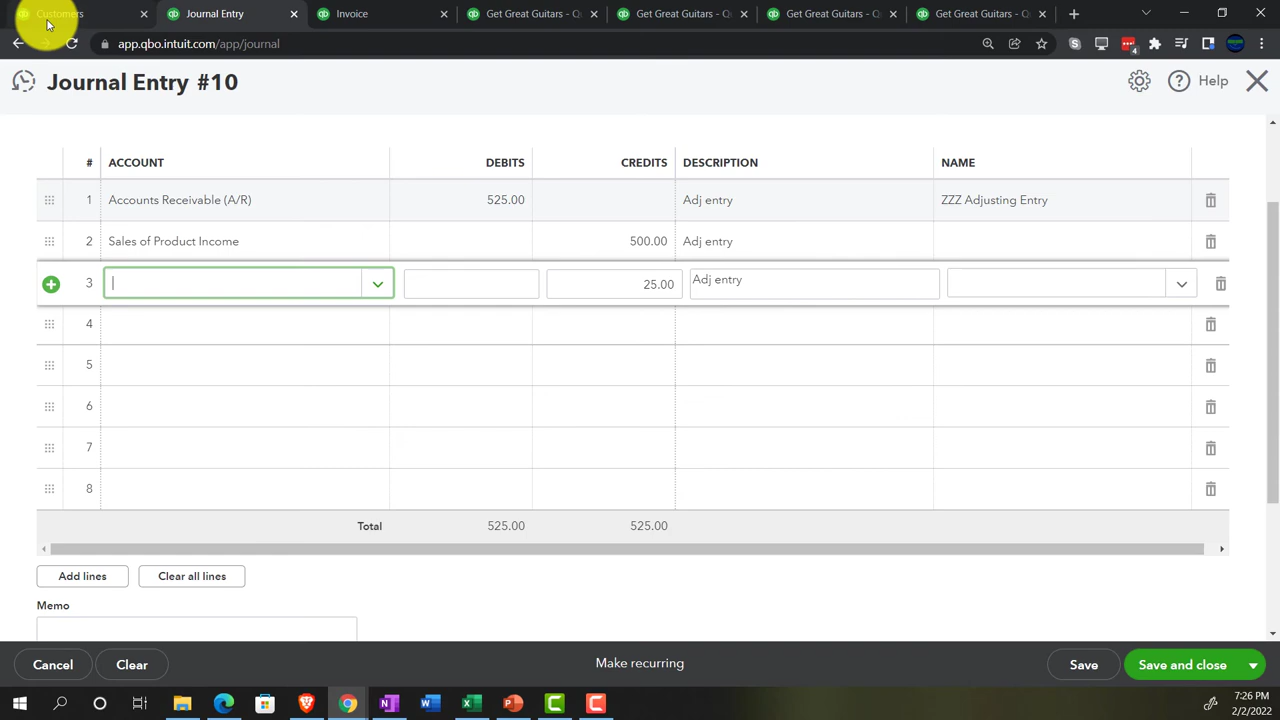 Customers Journal Entry Invoice Get Great Guitars - Q Get Great Guitars - Q Get Great Guitars - Q Get Great Guitars - Q
app.qbo.intuit.com/app/journal
4
Journal Entry #10 Help
# ACCOUNT DEBITS CREDITS DESCRIPTION NAME
1 Accounts Receivable (A/R) 525.00 Adj entry ZZZ Adjusting Entry
2 Sales of Product Income 500.00 Adj entry
3 25.00 Adj entry
4
5
6
7
8
Total 525.00 525.00
Add lines Clear all lines
Memo
Cancel Clear Make recurring Save Save and close
7:26 PM
2/2/2022